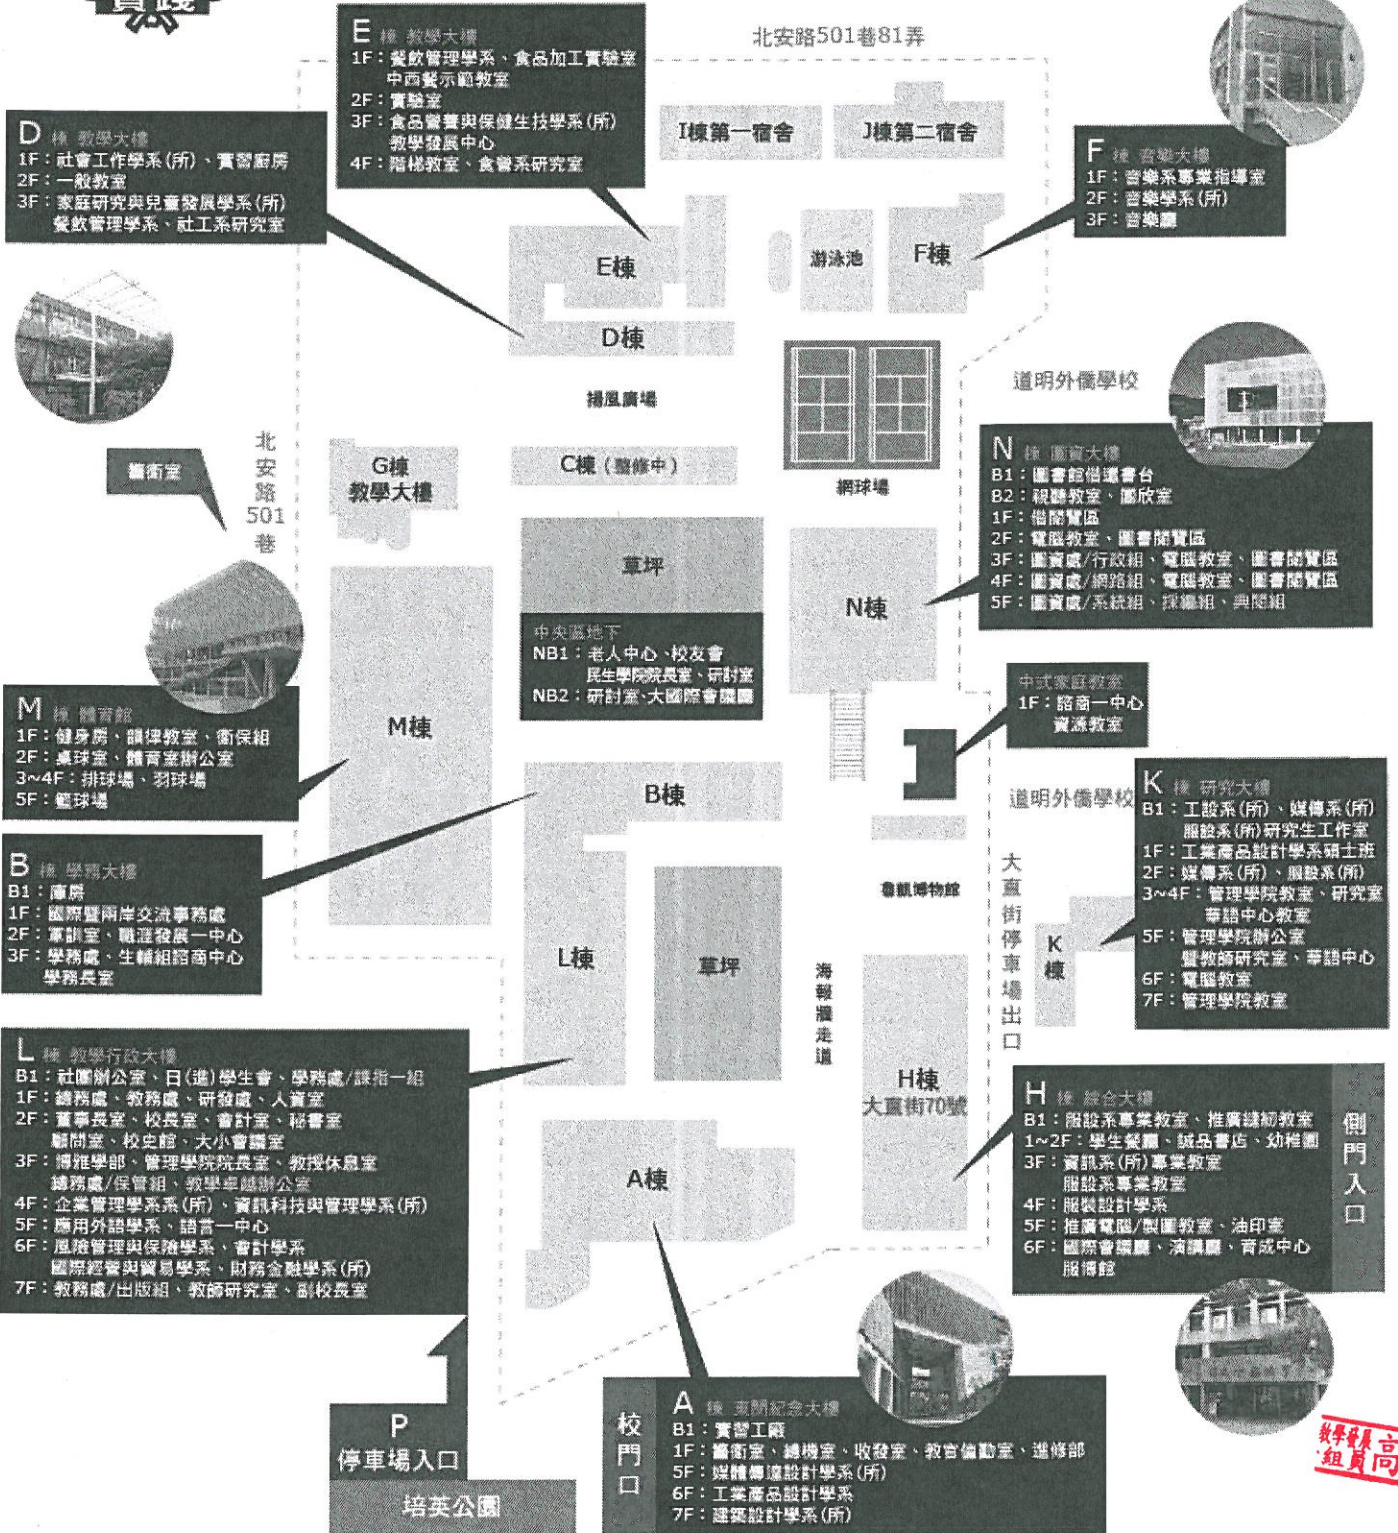 實踐
北安路501巷81弄
E 棟 教學大樓
1F：餐飲管理學系、食品加工實驗室
中西餐示範教室
2F：實驗室
3F：食品營養與保健生技學系(所)
教學發展中心
4F：階梯教室、食營系研究室
D 棟 教學大樓
1F：社會工作學系(所)、實習廚房
2F：一般教室
3F：家庭研究與兒童發展學系(所)
餐飲管理學系、社工系研究室
I棟第一宿舍
J棟第二宿舍
F 棟 音樂大樓
1F：音樂系專業指導室
2F：音樂學系(所)
3F：音樂廳
E棟
游泳池
F棟
D棟
揚風廣場
道明外僑學校
警衛室
北安路501巷
G棟
教學大樓
C棟（整修中）
網球場
N 棟 圖資大樓
B1：圖書館借還書台
B2：視聽教室、圕欣室
1F：借閱覽區
2F：電腦教室、圖書閱覽區
3F：圖資處/行政組、電腦教室、圖書閱覽區
4F：圖資處/網路組、電腦教室、圖書閱覽區
5F：圖資處/系統組、採編組、典閱組
草坪
N棟
中央區地下
NB1：老人中心、校友會
民生學院院長室、研討室
NB2：研討室、大國際會議廳
中式家庭教室
1F：諮商一中心
資源教室
M 棟 體育館
1F：健身房、韻律教室、衛保組
2F：桌球室、體育室辦公室
3~4F：排球場、羽球場
5F：籃球場
M棟
B棟
道明外僑學校
K 棟 研究大樓
B1：工設系(所)、媒傳系(所)
服設系(所)研究生工作室
1F：工業產品設計學系碩士班
2F：媒傳系(所)、服設系(所)
3~4F：管理學院教室、研究室
華語中心教室
5F：管理學院辦公室
暨教師研究室、華語中心
6F：電腦教室
7F：管理學院教室
B 棟 學務大樓
B1：庫房
1F：國際暨兩岸交流事務處
2F：軍訓室、職涯發展一中心
3F：學務處、生輔組諮商中心
學務長室
魯凱博物館
大直街停車場出口
K棟
L棟
草坪
海報牆走道
L 棟 教學行政大樓
B1：社團辦公室、日(進)學生會、學務處/課指一組
1F：總務處、教務處、研發處、人資室
2F：董事長室、校長室、會計室、秘書室
顧問室、校史館、大小會議室
3F：博雅學部、管理學院院長室、教授休息室
總務處/保管組、教學卓越辦公室
4F：企業管理學系系(所)、資訊科技與管理學系(所)
5F：應用外語學系、語言一中心
6F：風險管理與保險學系、會計學系
國際經營與貿易學系、財務金融學系(所)
7F：教務處/出版組、教師研究室、副校長室
H棟
大直街70號
H 棟 綜合大樓
B1：服設系專業教室、推廣縫紉教室
1~2F：學生餐廳、誠品書店、幼稚園
3F：資訊系(所)專業教室
服設系專業教室
4F：服裝設計學系
5F：推廣電腦/製圖教室、油印室
6F：國際會議廳、演講廳、育成中心
服博館
側門入口
A棟
P
停車場入口
培英公園
校門口
A 棟 東閔紀念大樓
B1：實習工廠
1F：警衛室、總機室、收發室、教官值勤室、進修部
5F：媒體傳達設計學系(所)
6F：工業產品設計學系
7F：建築設計學系(所)
教學發展
組員 高